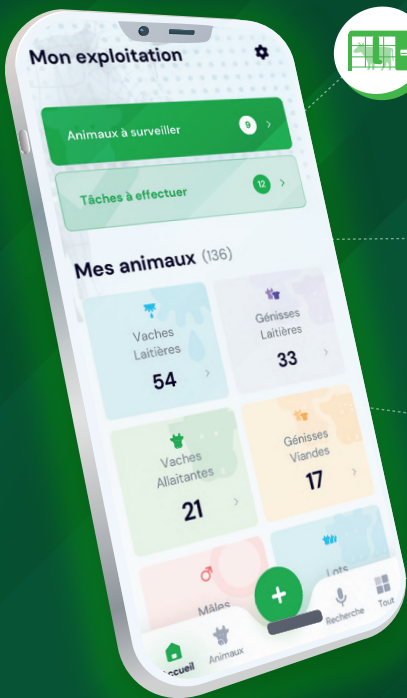 Mon exploitation
Animaux à surveiller 9
Tâches à effectuer 12
Mes animaux (136)
Vaches
Laitières
54
Génisses
Laitières
33
Vaches
Allaitantes
21
Génisses
Viandes
17
Mâles
Lots
Accueil
Animaux
Recherche
Tout